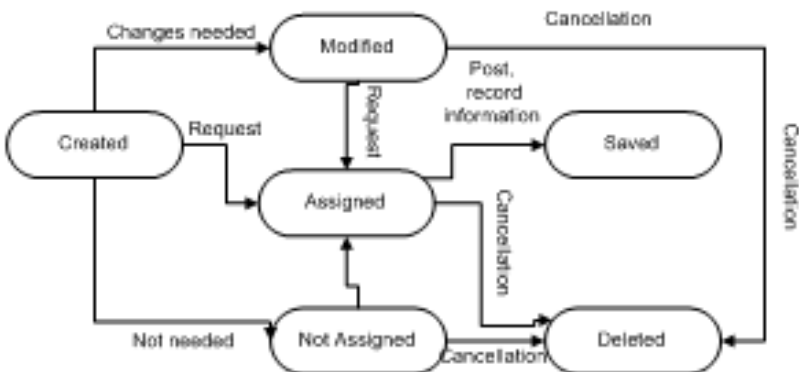 Cancellation
Changes needed
Modified
Post,
record
information
Request
Created
Request
Saved
Cancellation
Assigned
Cancellation
Not needed
Not Assigned
Cancellation
Deleted